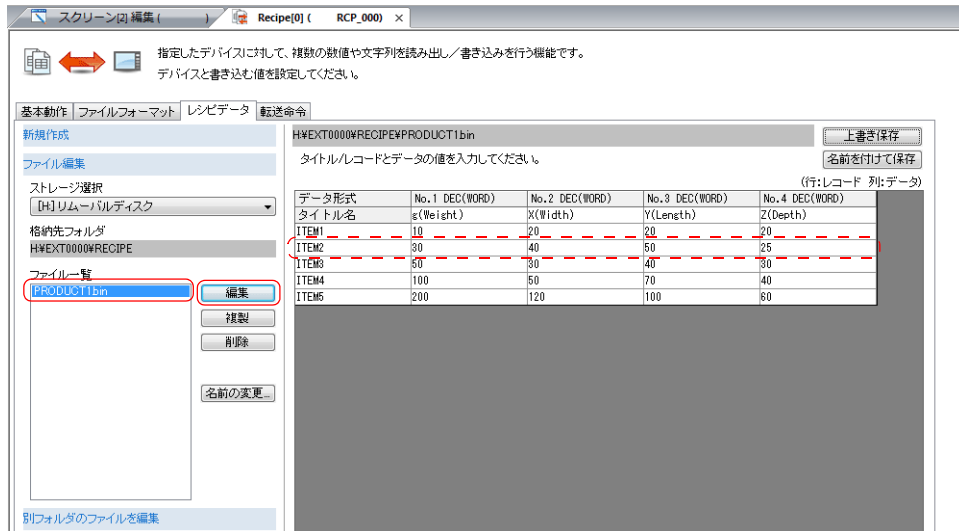 スクリーン[2] 編集 ( )
Recipe[0] ( RCP_000) ×
指定したデバイスに対して、複数の数値や文字列を読み出し／書き込みを行う機能です。
デバイスと書き込む値を設定してください。
基本動作 ファイルフォーマット レシピデータ 転送命令
新規作成
ファイル編集
ストレージ選択
[H:] リムーバルディスク
格納先フォルダ
H:¥EXT0000¥RECIPE
ファイル一覧
PRODUCT1.bin
編集
複製
削除
名前の変更...
別フォルダのファイルを編集
H:¥EXT0000¥RECIPE¥PRODUCT1.bin
上書き保存
タイトル/レコードとデータの値を入力してください。
名前を付けて保存
(行:レコード 列:データ)
データ形式 No.1 DEC(WORD) No.2 DEC(WORD) No.3 DEC(WORD) No.4 DEC(WORD)
タイトル名 g(Weight) X(Width) Y(Length) Z(Depth)
ITEM1 10 20 20 20
ITEM2 30 40 50 25
ITEM3 50 30 40 30
ITEM4 100 50 70 40
ITEM5 200 120 100 60